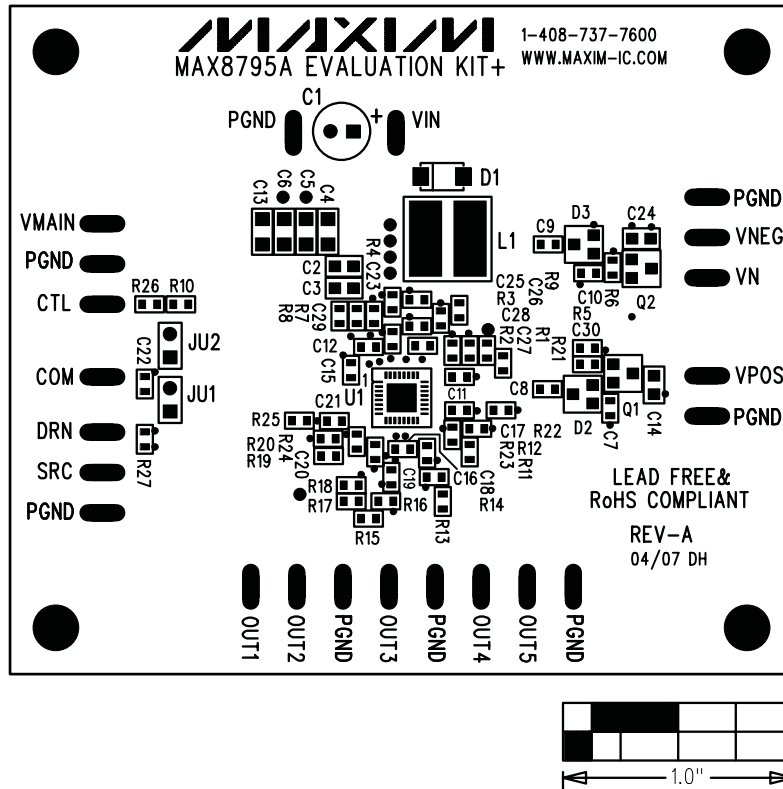 MAXIM
1-408-737-7600
WWW.MAXIM-IC.COM
MAX8795A EVALUATION KIT+
C1
PGND
+
VIN
D1
C13
C6
C5
C4
L1
R4
C2
C23
C3
R8
R7
C29
C12
C15
U1
1
C25
R3
C26
C28
R2
C27
R1
R9
C9
D3
C24
C10
R6
Q2
R5
C30
R21
C8
D2
Q1
C7
C14
C11
C17
R22
R12
R23
R11
C16
C18
R14
C19
R13
R16
R15
R17
R18
C20
R19
R20
R24
R25
C21
VMAIN
PGND
CTL
R26
R10
JU2
C22
COM
JU1
DRN
R27
SRC
PGND
PGND
VNEG
VN
VPOS
PGND
LEAD FREE&
RoHS COMPLIANT
REV-A
04/07 DH
OUT1
OUT2
PGND
OUT3
PGND
OUT4
OUT5
PGND
1.0"